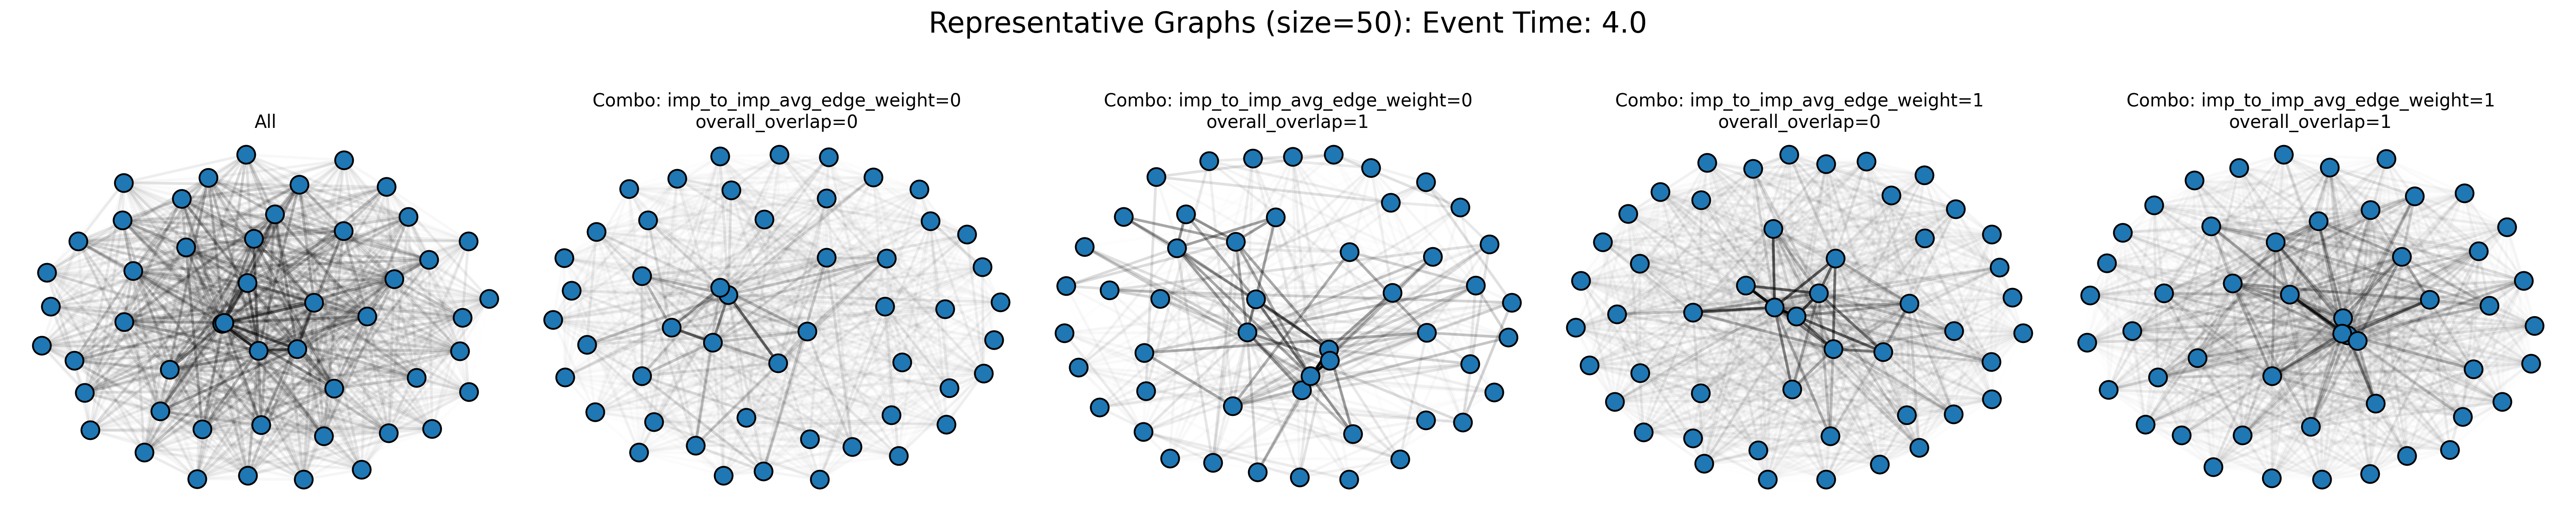 Representative Graphs (size=50): Event Time: 4.0
All
Combo: imp_to_imp_avg_edge_weight=0
overall_overlap=0
Combo: imp_to_imp_avg_edge_weight=0
overall_overlap=1
Combo: imp_to_imp_avg_edge_weight=1
overall_overlap=0
Combo: imp_to_imp_avg_edge_weight=1
overall_overlap=1